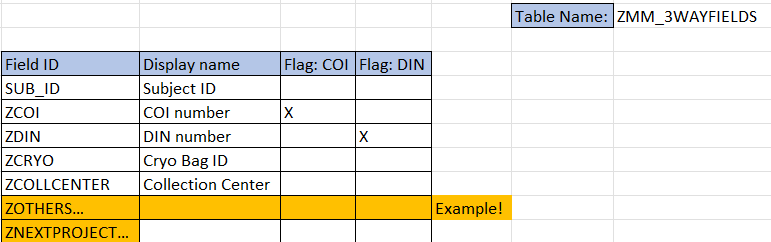 Table Name: ZMM_3WAYFIELDS
Field ID Display name Flag: COI Flag: DIN
SUB_ID Subject ID
ZCOI COI number X
ZDIN DIN number X
ZCRYO Cryo Bag ID
ZCOLLCENTER Collection Center
ZOTHERS... Example!
ZNEXTPROJECT...